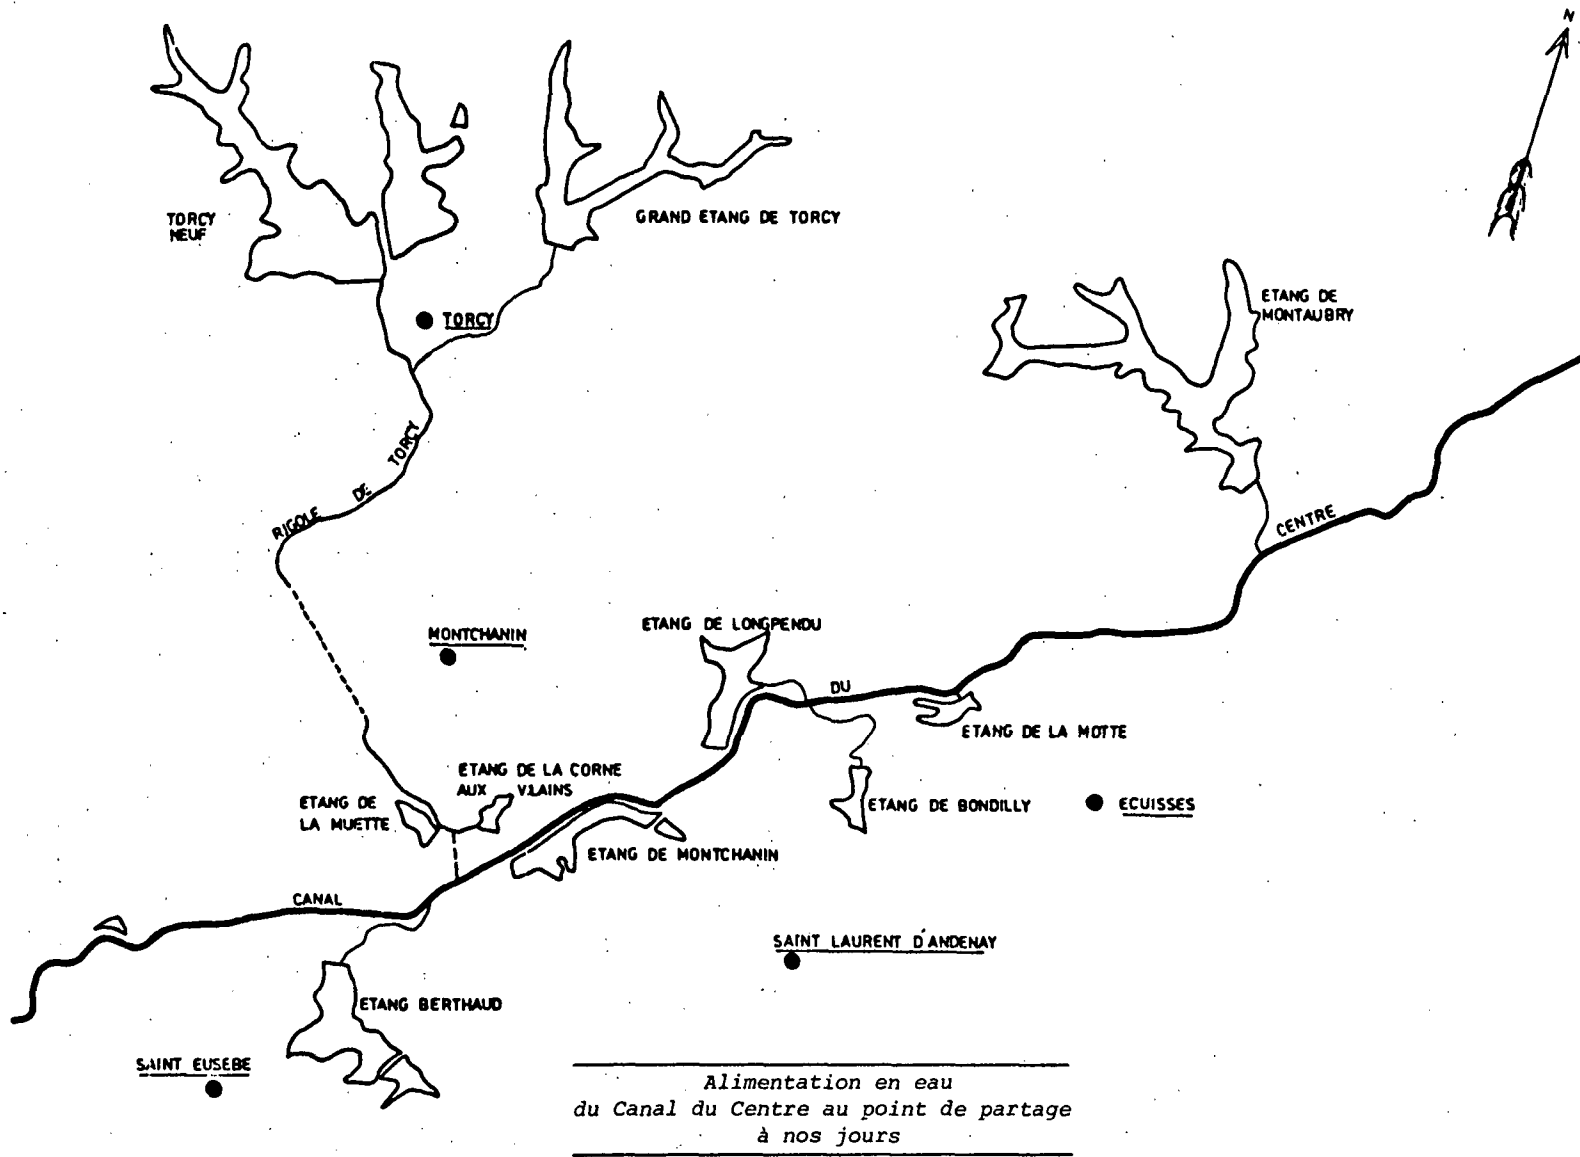 N
TORCY
NEUF
GRAND ETANG DE TORCY
ETANG DE
MONTAUBRY
TORCY
RIGOLE DE TORCY
CENTRE
MONTCHANIN
ETANG DE LONGPENDU
DU
ETANG DE LA MOTTE
ETANG DE LA CORNE
AUX VILAINS
ETANG DE
LA MUETTE
ETANG DE BONDILLY
ECUISSES
ETANG DE MONTCHANIN
CANAL
SAINT LAURENT D'ANDENAY
ETANG BERTHAUD
SAINT EUSEBE
Alimentation en eau
du Canal du Centre au point de partage
à nos jours